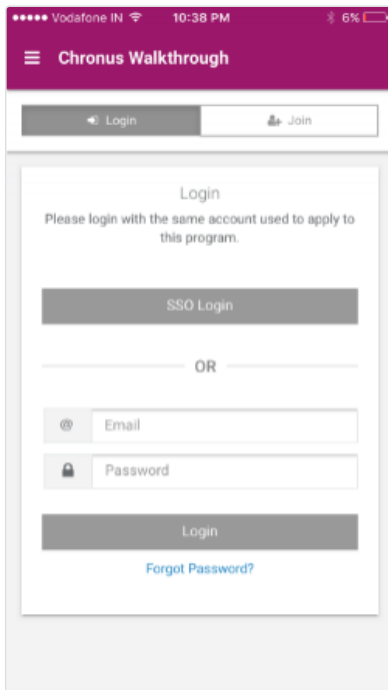 Vodafone IN 10:38 PM 6%
Chronus Walkthrough
Login Join
Login
Please login with the same account used to apply to
this program.
SSO Login
OR
@ Email
Password
Login
Forgot Password?